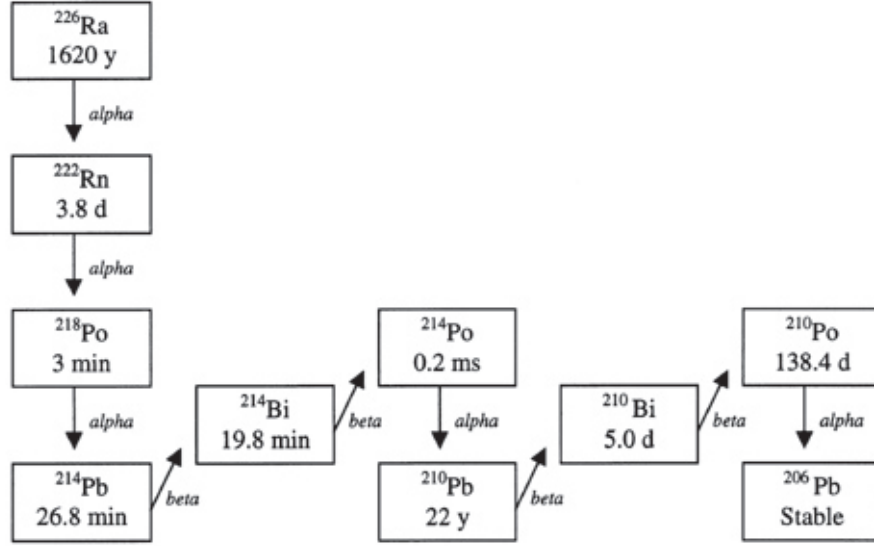 ²²⁶Ra
1620 y
alpha
²²²Rn
3.8 d
alpha
²¹⁸Po
3 min
alpha
²¹⁴Pb
26.8 min
beta
²¹⁴Bi
19.8 min
beta
²¹⁴Po
0.2 ms
alpha
²¹⁰Pb
22 y
beta
²¹⁰Bi
5.0 d
beta
²¹⁰Po
138.4 d
alpha
²⁰⁶Pb
Stable